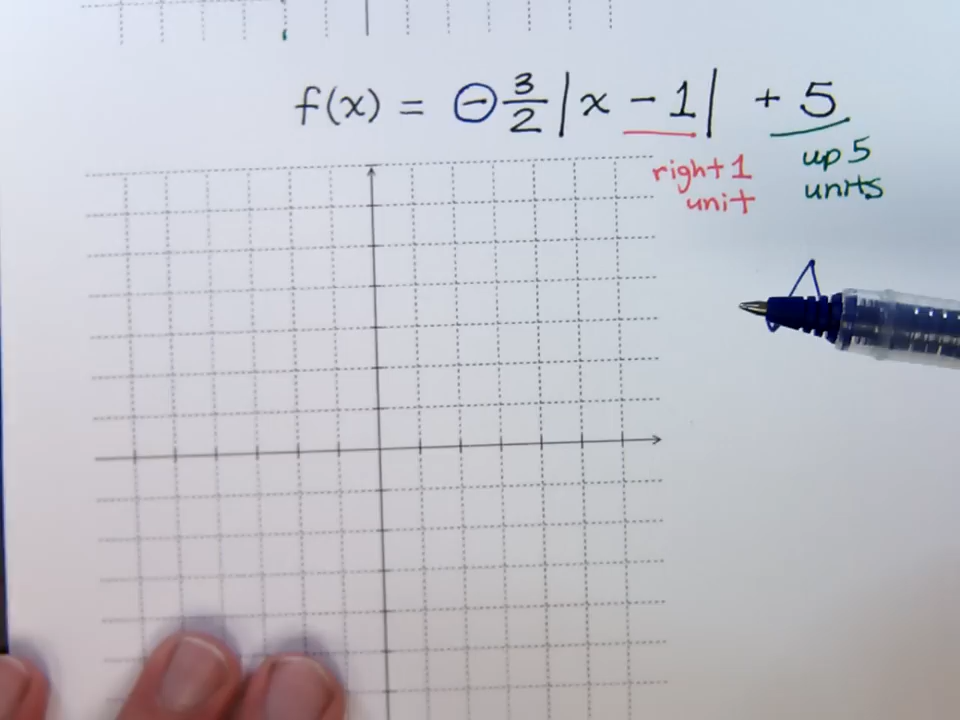 f(x) = -3/2|x - 1| + 5
right 1
unit
up 5
units